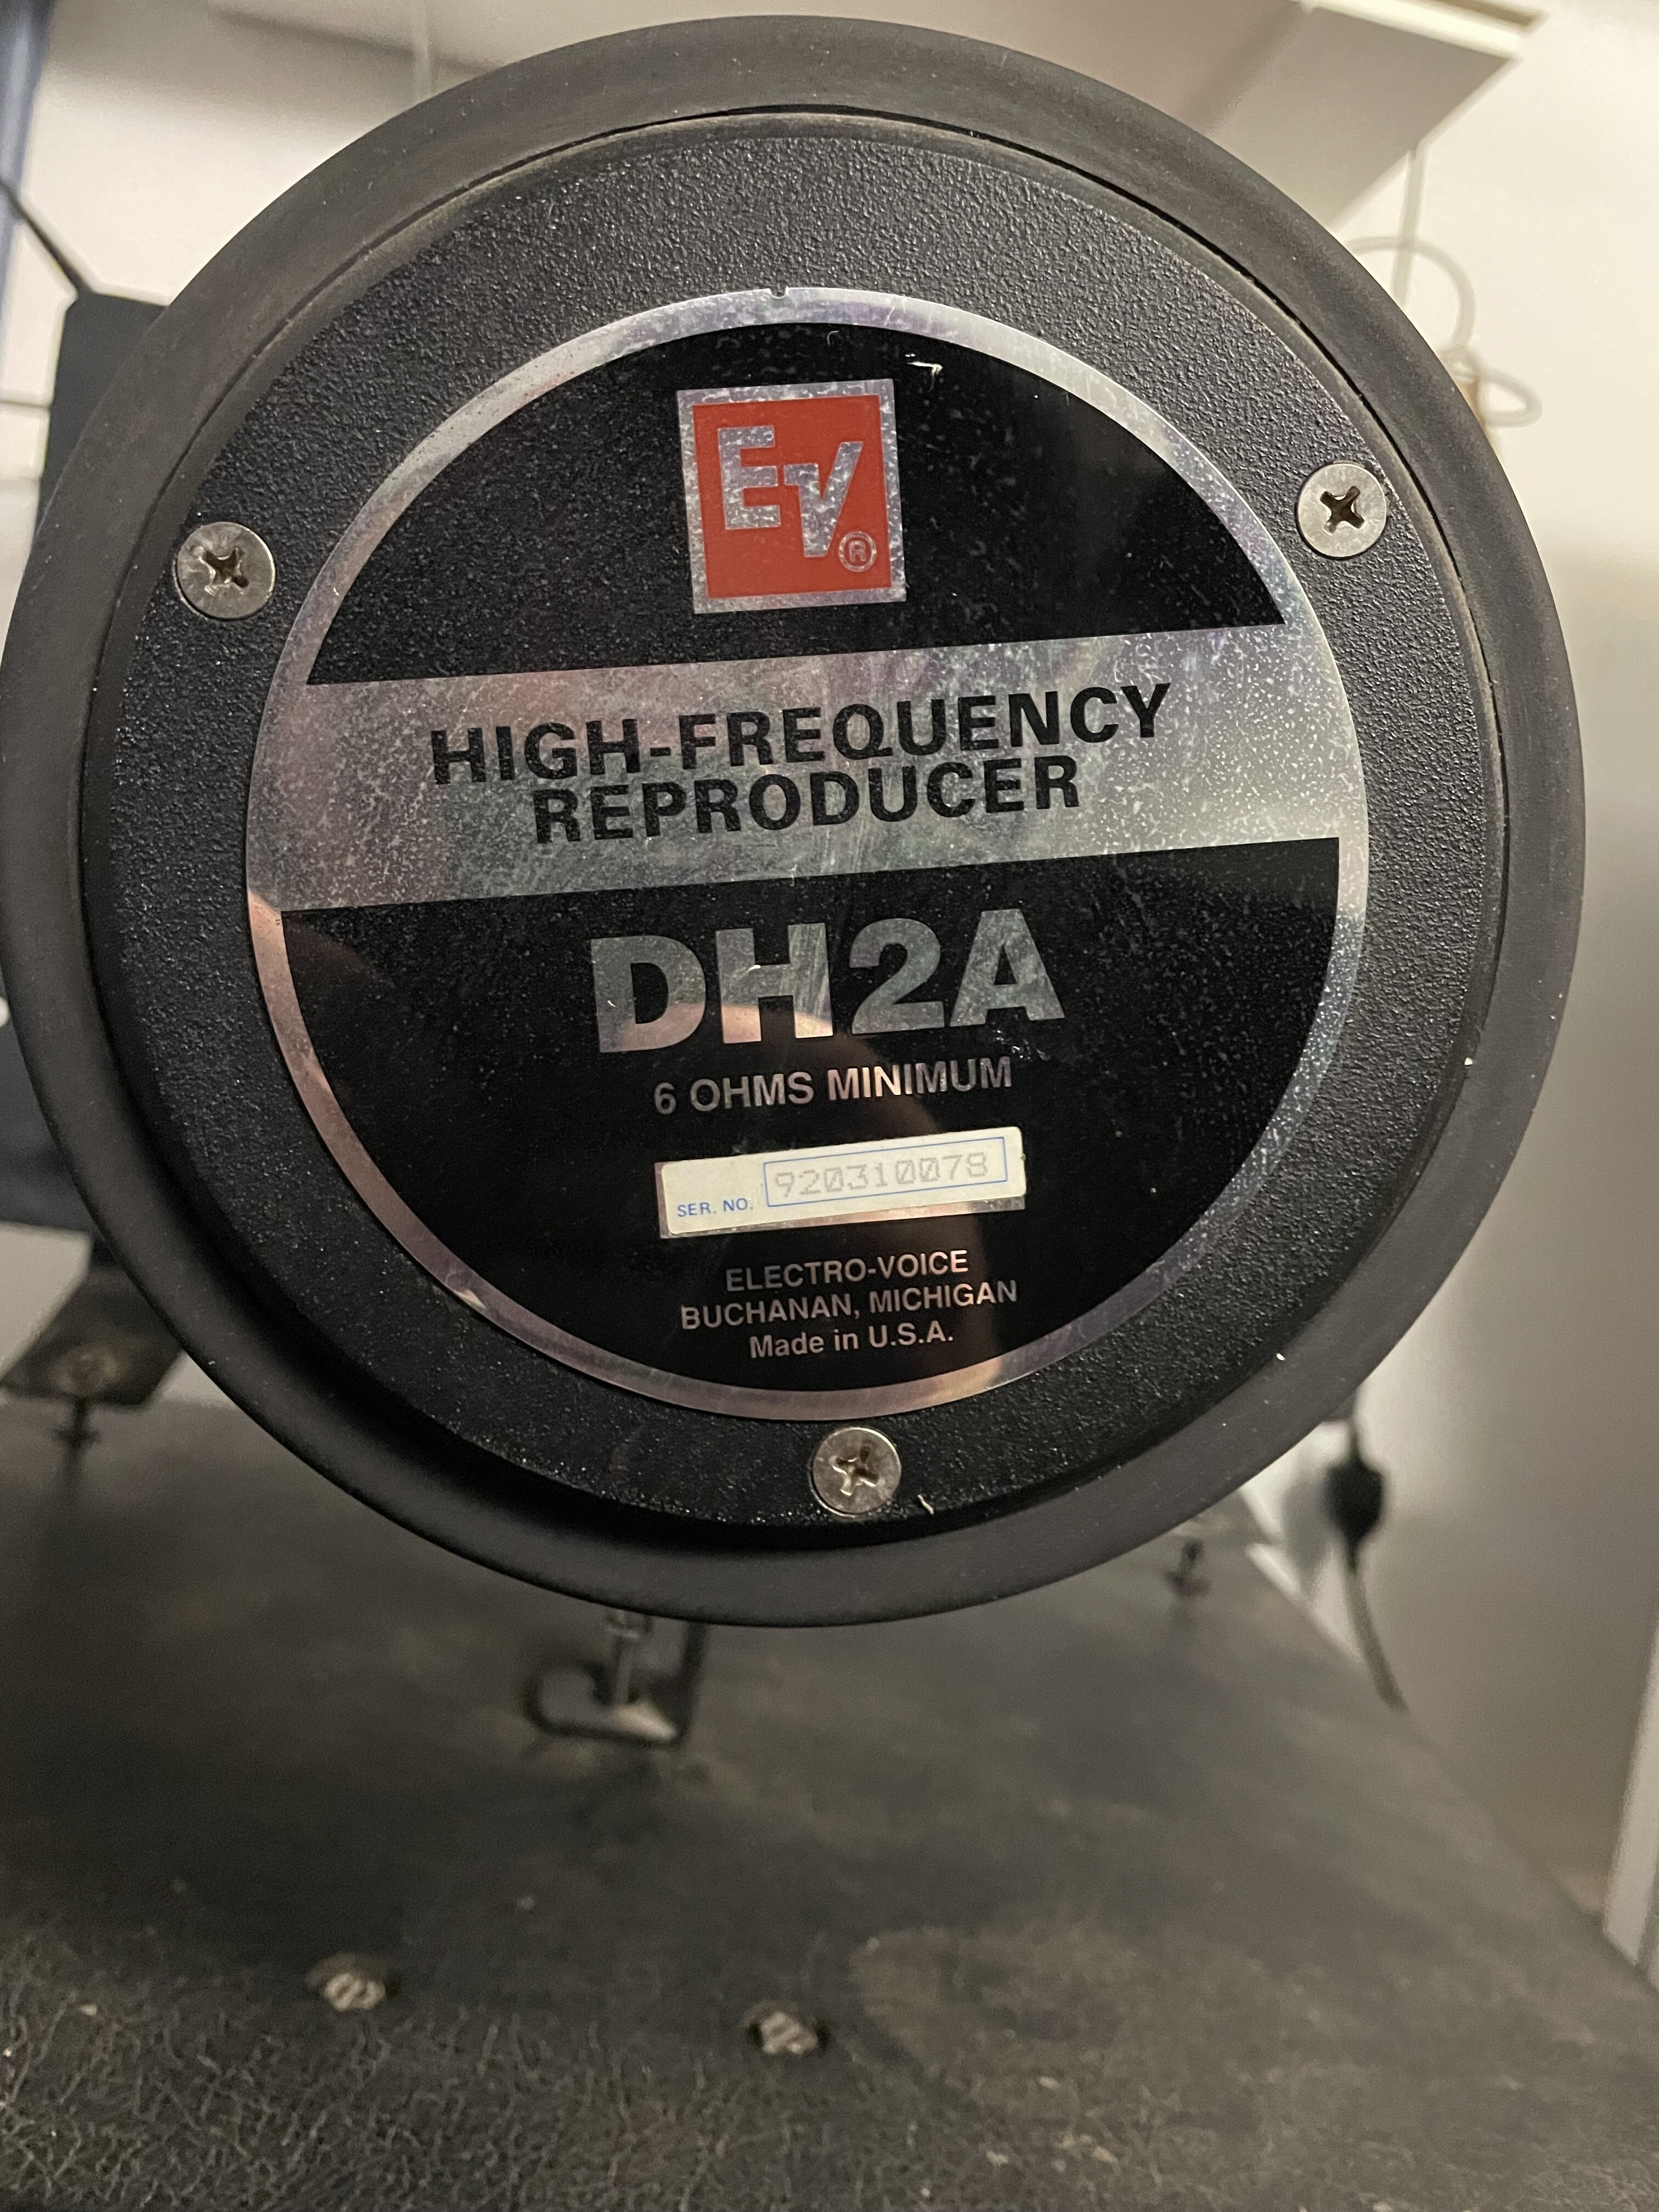 EV®
HIGH-FREQUENCY
REPRODUCER
DH2A
6 OHMS MINIMUM
SER. NO. 920310078
ELECTRO-VOICE
BUCHANAN, MICHIGAN
Made in U.S.A.